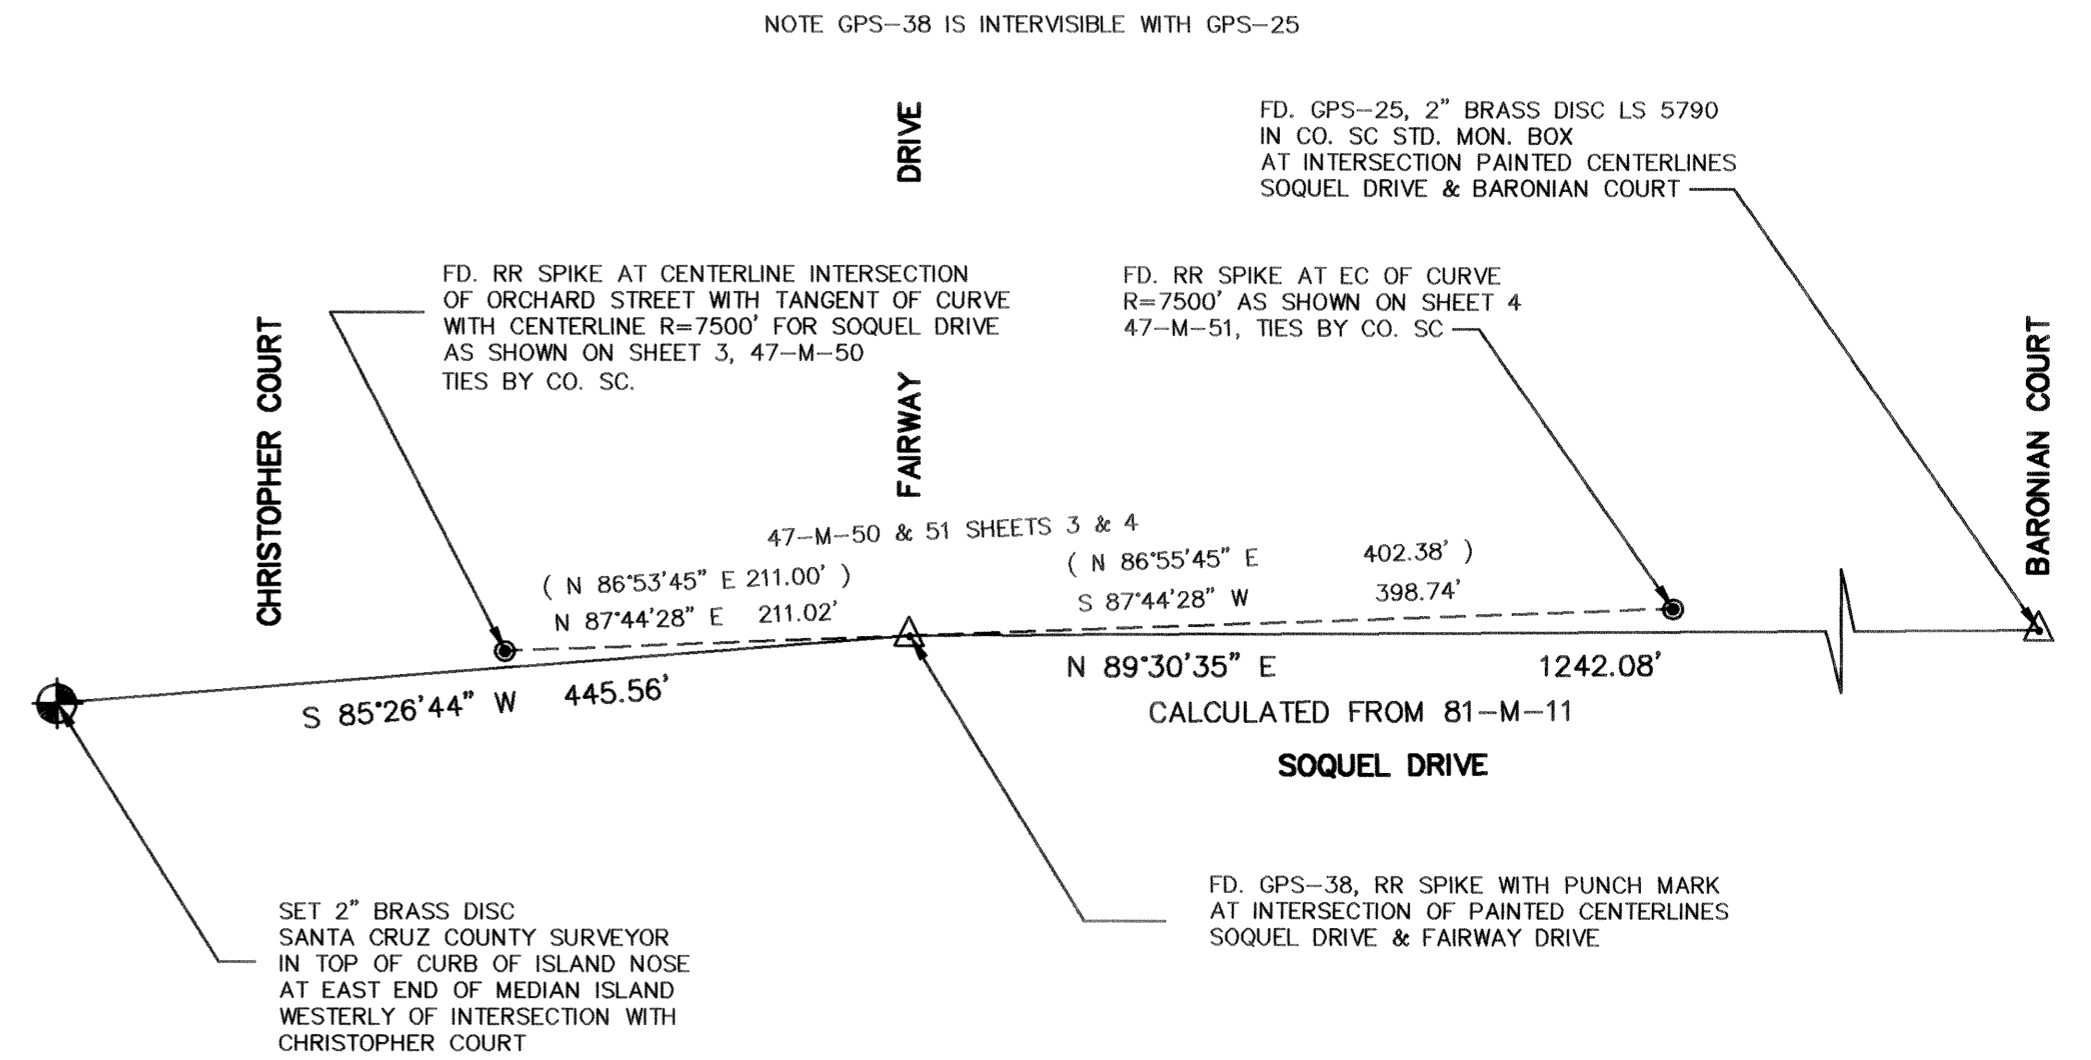 NOTE GPS-38 IS INTERVISIBLE WITH GPS-25
DRIVE
FD. GPS-25, 2" BRASS DISC LS 5790
IN CO. SC STD. MON. BOX
AT INTERSECTION PAINTED CENTERLINES
SOQUEL DRIVE & BARONIAN COURT
FD. RR SPIKE AT CENTERLINE INTERSECTION
OF ORCHARD STREET WITH TANGENT OF CURVE
WITH CENTERLINE R=7500' FOR SOQUEL DRIVE
AS SHOWN ON SHEET 3, 47-M-50
TIES BY CO. SC.
FD. RR SPIKE AT EC OF CURVE
R=7500' AS SHOWN ON SHEET 4
47-M-51, TIES BY CO. SC
CHRISTOPHER COURT
FAIRWAY
BARONIAN COURT
47-M-50 & 51 SHEETS 3 & 4
( N 86°53'45" E 211.00' )
N 87°44'28" E 211.02'
( N 86°55'45" E 402.38' )
S 87°44'28" W 398.74'
S 85°26'44" W 445.56'
N 89°30'35" E 1242.08'
CALCULATED FROM 81-M-11
SOQUEL DRIVE
FD. GPS-38, RR SPIKE WITH PUNCH MARK
AT INTERSECTION OF PAINTED CENTERLINES
SOQUEL DRIVE & FAIRWAY DRIVE
SET 2" BRASS DISC
SANTA CRUZ COUNTY SURVEYOR
IN TOP OF CURB OF ISLAND NOSE
AT EAST END OF MEDIAN ISLAND
WESTERLY OF INTERSECTION WITH
CHRISTOPHER COURT